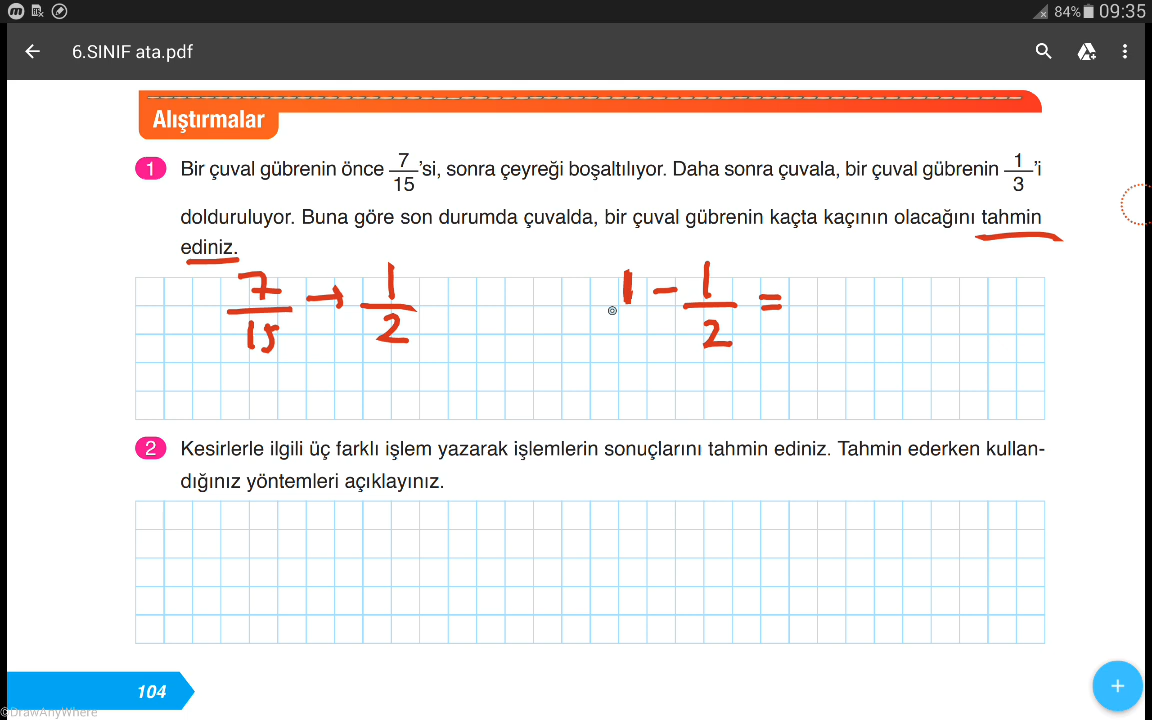 84% 09:35
6.SINIF ata.pdf
Alıştırmalar
1 Bir çuval gübrenin önce 7/15'si, sonra çeyreği boşaltılıyor. Daha sonra çuvala, bir çuval gübrenin 1/3'i
dolduruluyor. Buna göre son durumda çuvalda, bir çuval gübrenin kaçta kaçının olacağını tahmin
ediniz.
7/15 → 1/2 1 - 1/2 =
2 Kesirlerle ilgili üç farklı işlem yazarak işlemlerin sonuçlarını tahmin ediniz. Tahmin ederken kullan-
dığınız yöntemleri açıklayınız.
104
©DrawAnyWhere